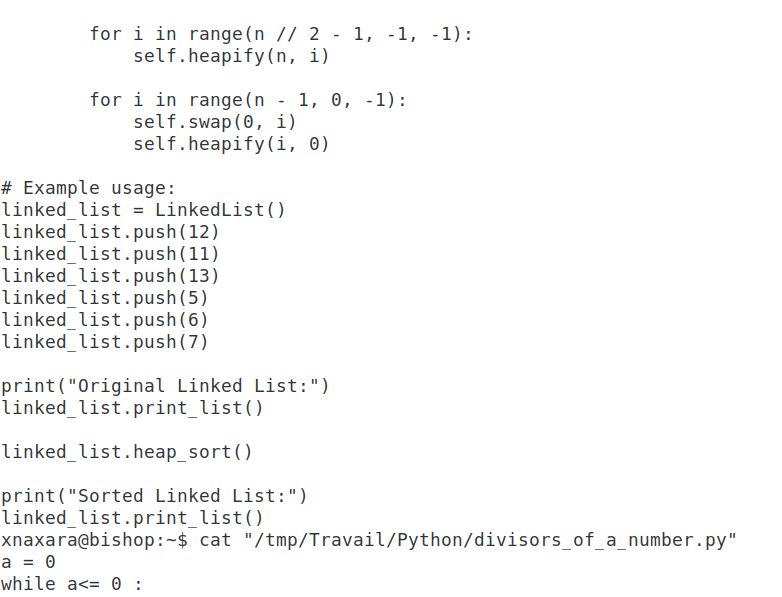 for i in range(n // 2 - 1, -1, -1):
            self.heapify(n, i)

        for i in range(n - 1, 0, -1):
            self.swap(0, i)
            self.heapify(i, 0)

# Example usage:
linked_list = LinkedList()
linked_list.push(12)
linked_list.push(11)
linked_list.push(13)
linked_list.push(5)
linked_list.push(6)
linked_list.push(7)

print("Original Linked List:")
linked_list.print_list()

linked_list.heap_sort()

print("Sorted Linked List:")
linked_list.print_list()
xnaxara@bishop:~$ cat "/tmp/Travail/Python/divisors_of_a_number.py"
a = 0
while a<= 0 :